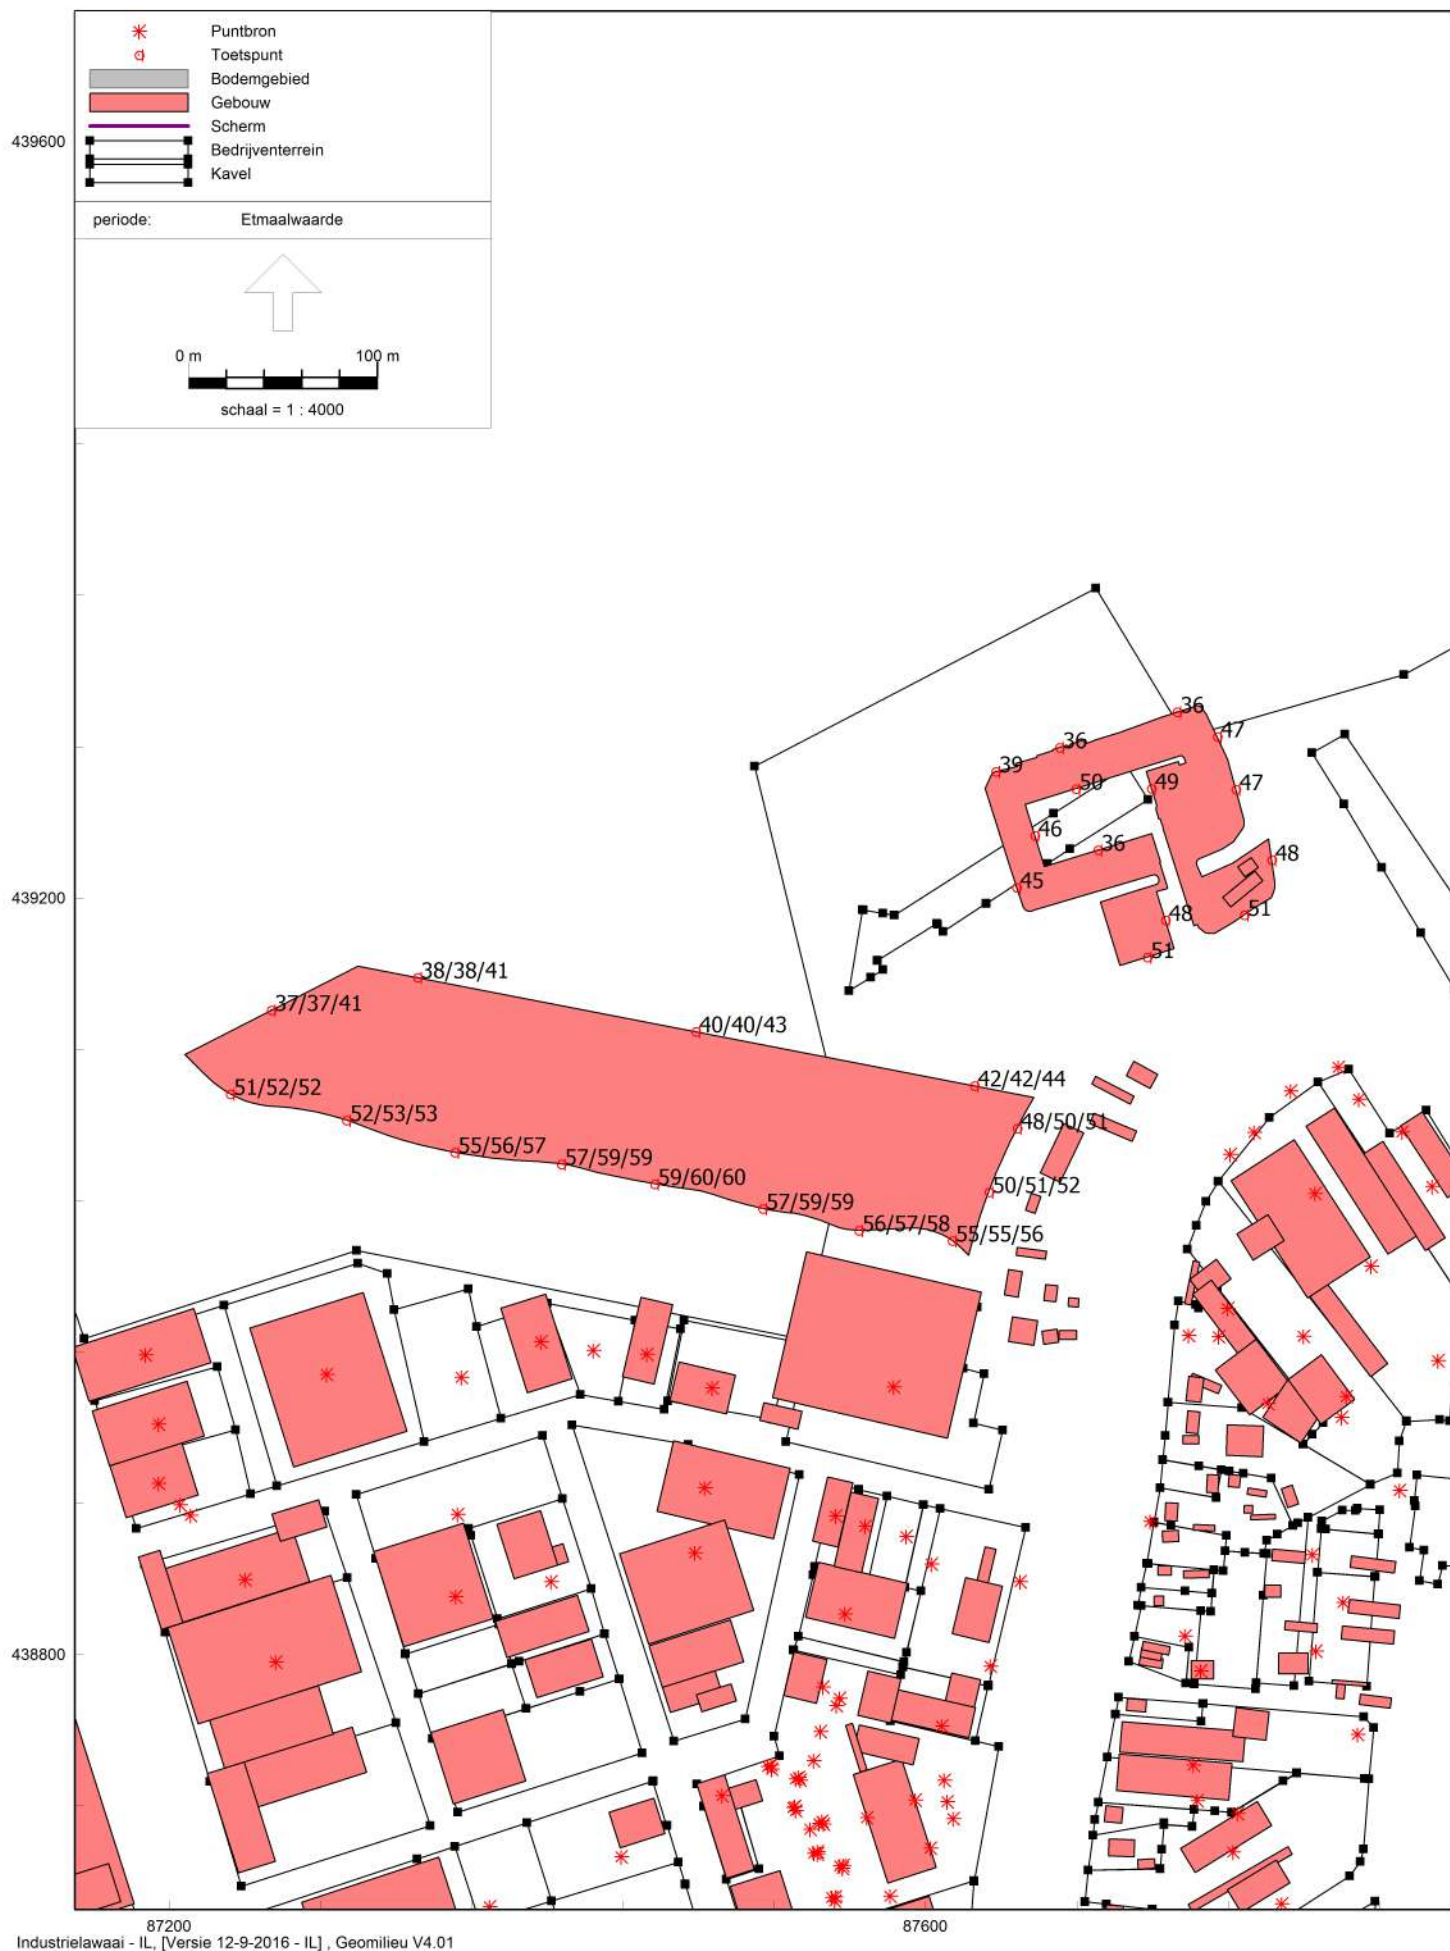 Puntbron
Toetspunt
Bodemgebied
Gebouw
Scherm
Bedrijventerrein
Kavel
439600
periode: Etmaalwaarde
0 m 100 m
schaal = 1 : 4000
36
47
36
39
50
49
47
46
36
48
45
48
51
51
439200
38/38/41
37/37/41
40/40/43
42/42/44
51/52/52
52/53/53
48/50/51
55/56/57
57/59/59
59/60/60
50/51/52
57/59/59
56/57/58
55/55/56
438800
87200 87600
Industrielawaai - IL, [Versie 12-9-2016 - IL] , Geomilieu V4.01